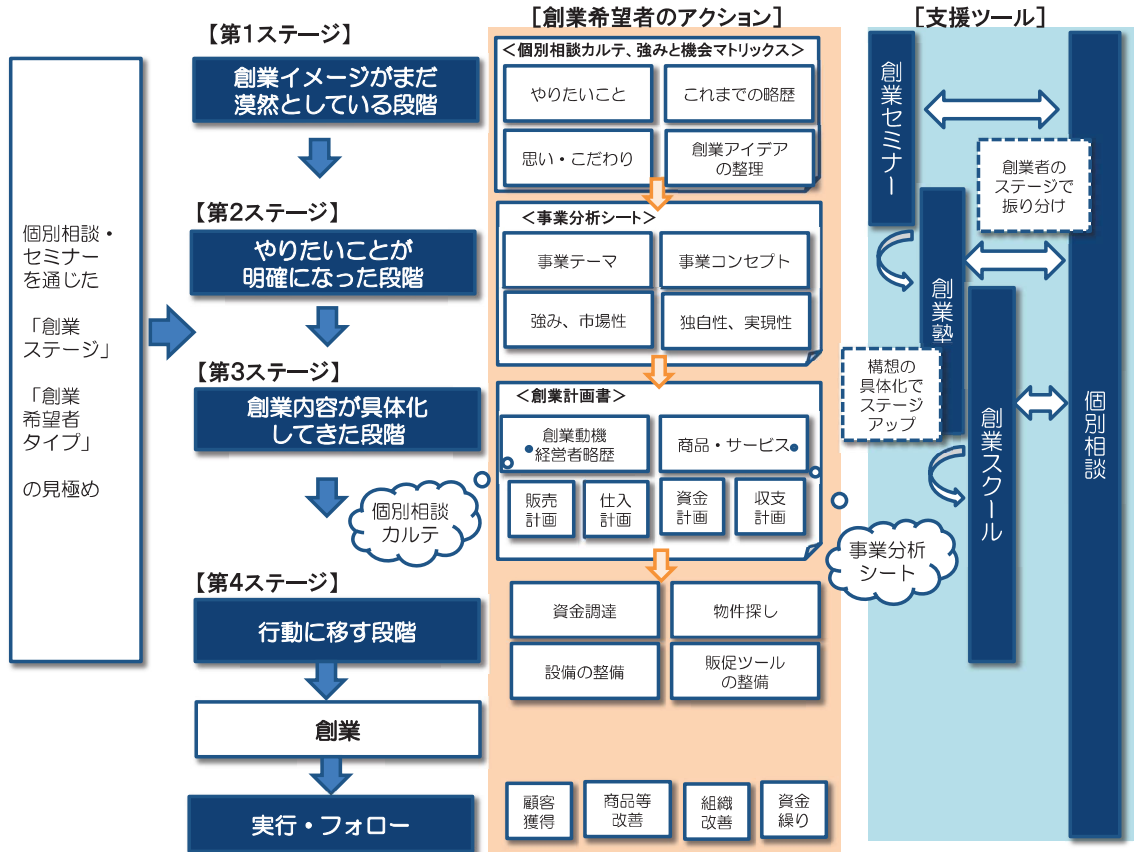 [創業希望者のアクション]
[支援ツール]
個別相談・
セミナー
を通じた
「創業
ステージ」
「創業
希望者
タイプ」
の見極め
【第1ステージ】
創業イメージがまだ
漠然としている段階
【第2ステージ】
やりたいことが
明確になった段階
【第3ステージ】
創業内容が具体化
してきた段階
【第4ステージ】
行動に移す段階
創業
実行・フォロー
＜個別相談カルテ、強みと機会マトリックス＞
やりたいこと
これまでの略歴
思い・こだわり
創業アイデア
の整理
＜事業分析シート＞
事業テーマ
事業コンセプト
強み、市場性
独自性、実現性
＜創業計画書＞
創業動機
経営者略歴
商品・サービス
販売
計画
仕入
計画
資金
計画
収支
計画
個別相談
カルテ
事業分析
シート
資金調達
物件探し
設備の整備
販促ツール
の整備
顧客
獲得
商品等
改善
組織
改善
資金
繰り
創業セミナー
創業者の
ステージで
振り分け
創業塾
構想の
具体化で
ステージ
アップ
創業スクール
個別相談